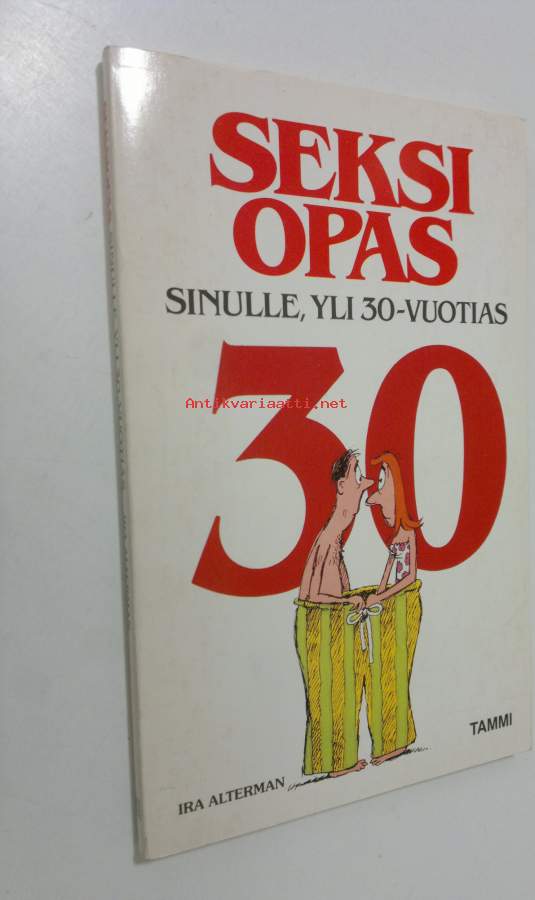 SEKSI
OPAS
SINULLE, YLI 30-VUOTIAS
30
Antikvariaatti.net
TAMMI
IRA ALTERMAN